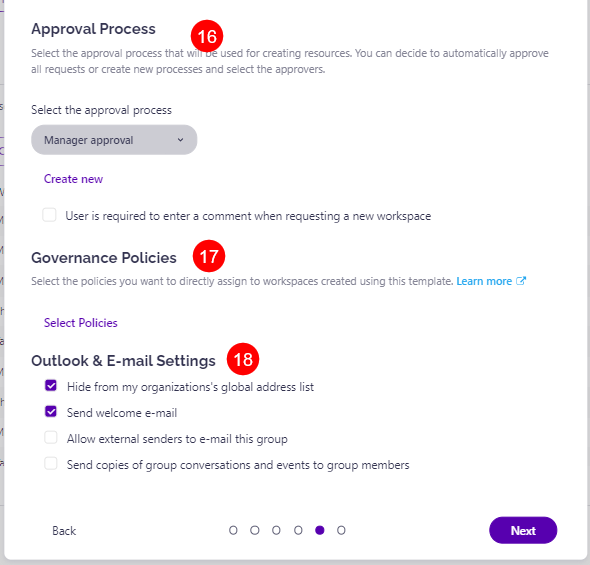 Approval Process 16
Select the approval process that will be used for creating resources. You can decide to automatically approve
all requests or create new processes and select the approvers.
Select the approval process
Manager approval
Create new
User is required to enter a comment when requesting a new workspace
Governance Policies 17
Select the policies you want to directly assign to workspaces created using this template. Learn more
Select Policies
Outlook & E-mail Settings 18
Hide from my organizations's global address list
Send welcome e-mail
Allow external senders to e-mail this group
Send copies of group conversations and events to group members
Back Next